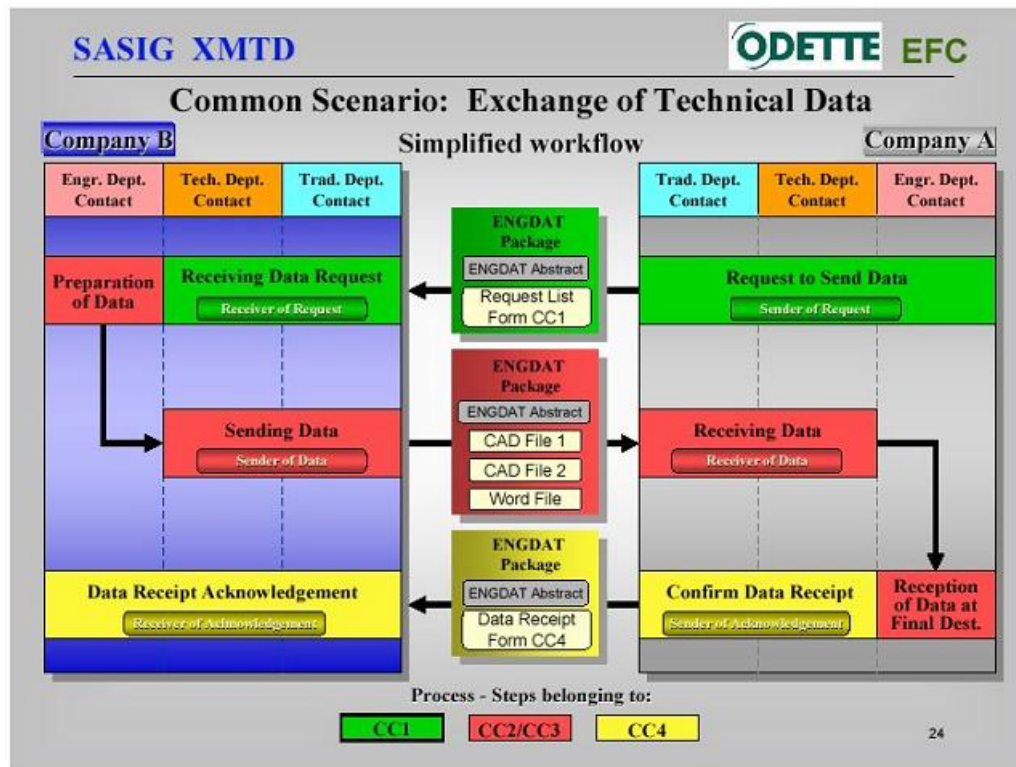 SASIG XMTD
ODETTE EFC
Common Scenario: Exchange of Technical Data
Company B
Simplified workflow
Company A
Engr. Dept.
Contact
Tech. Dept.
Contact
Trad. Dept.
Contact
Trad. Dept.
Contact
Tech. Dept.
Contact
Engr. Dept.
Contact
Preparation
of Data
Receiving Data Request
Receiver of Request
ENGDAT
Package
ENGDAT Abstract
Request List
Form CC1
Request to Send Data
Sender of Request
Sending Data
Sender of Data
ENGDAT
Package
ENGDAT Abstract
CAD File 1
CAD File 2
Word File
Receiving Data
Receiver of Data
Data Receipt Acknowledgement
Receiver of Acknowledgement
ENGDAT
Package
ENGDAT Abstract
Data Receipt
Form CC4
Confirm Data Receipt
Sender of Acknowledgement
Reception
of Data at
Final Dest.
Process - Steps belonging to:
CC1
CC2/CC3
CC4
24